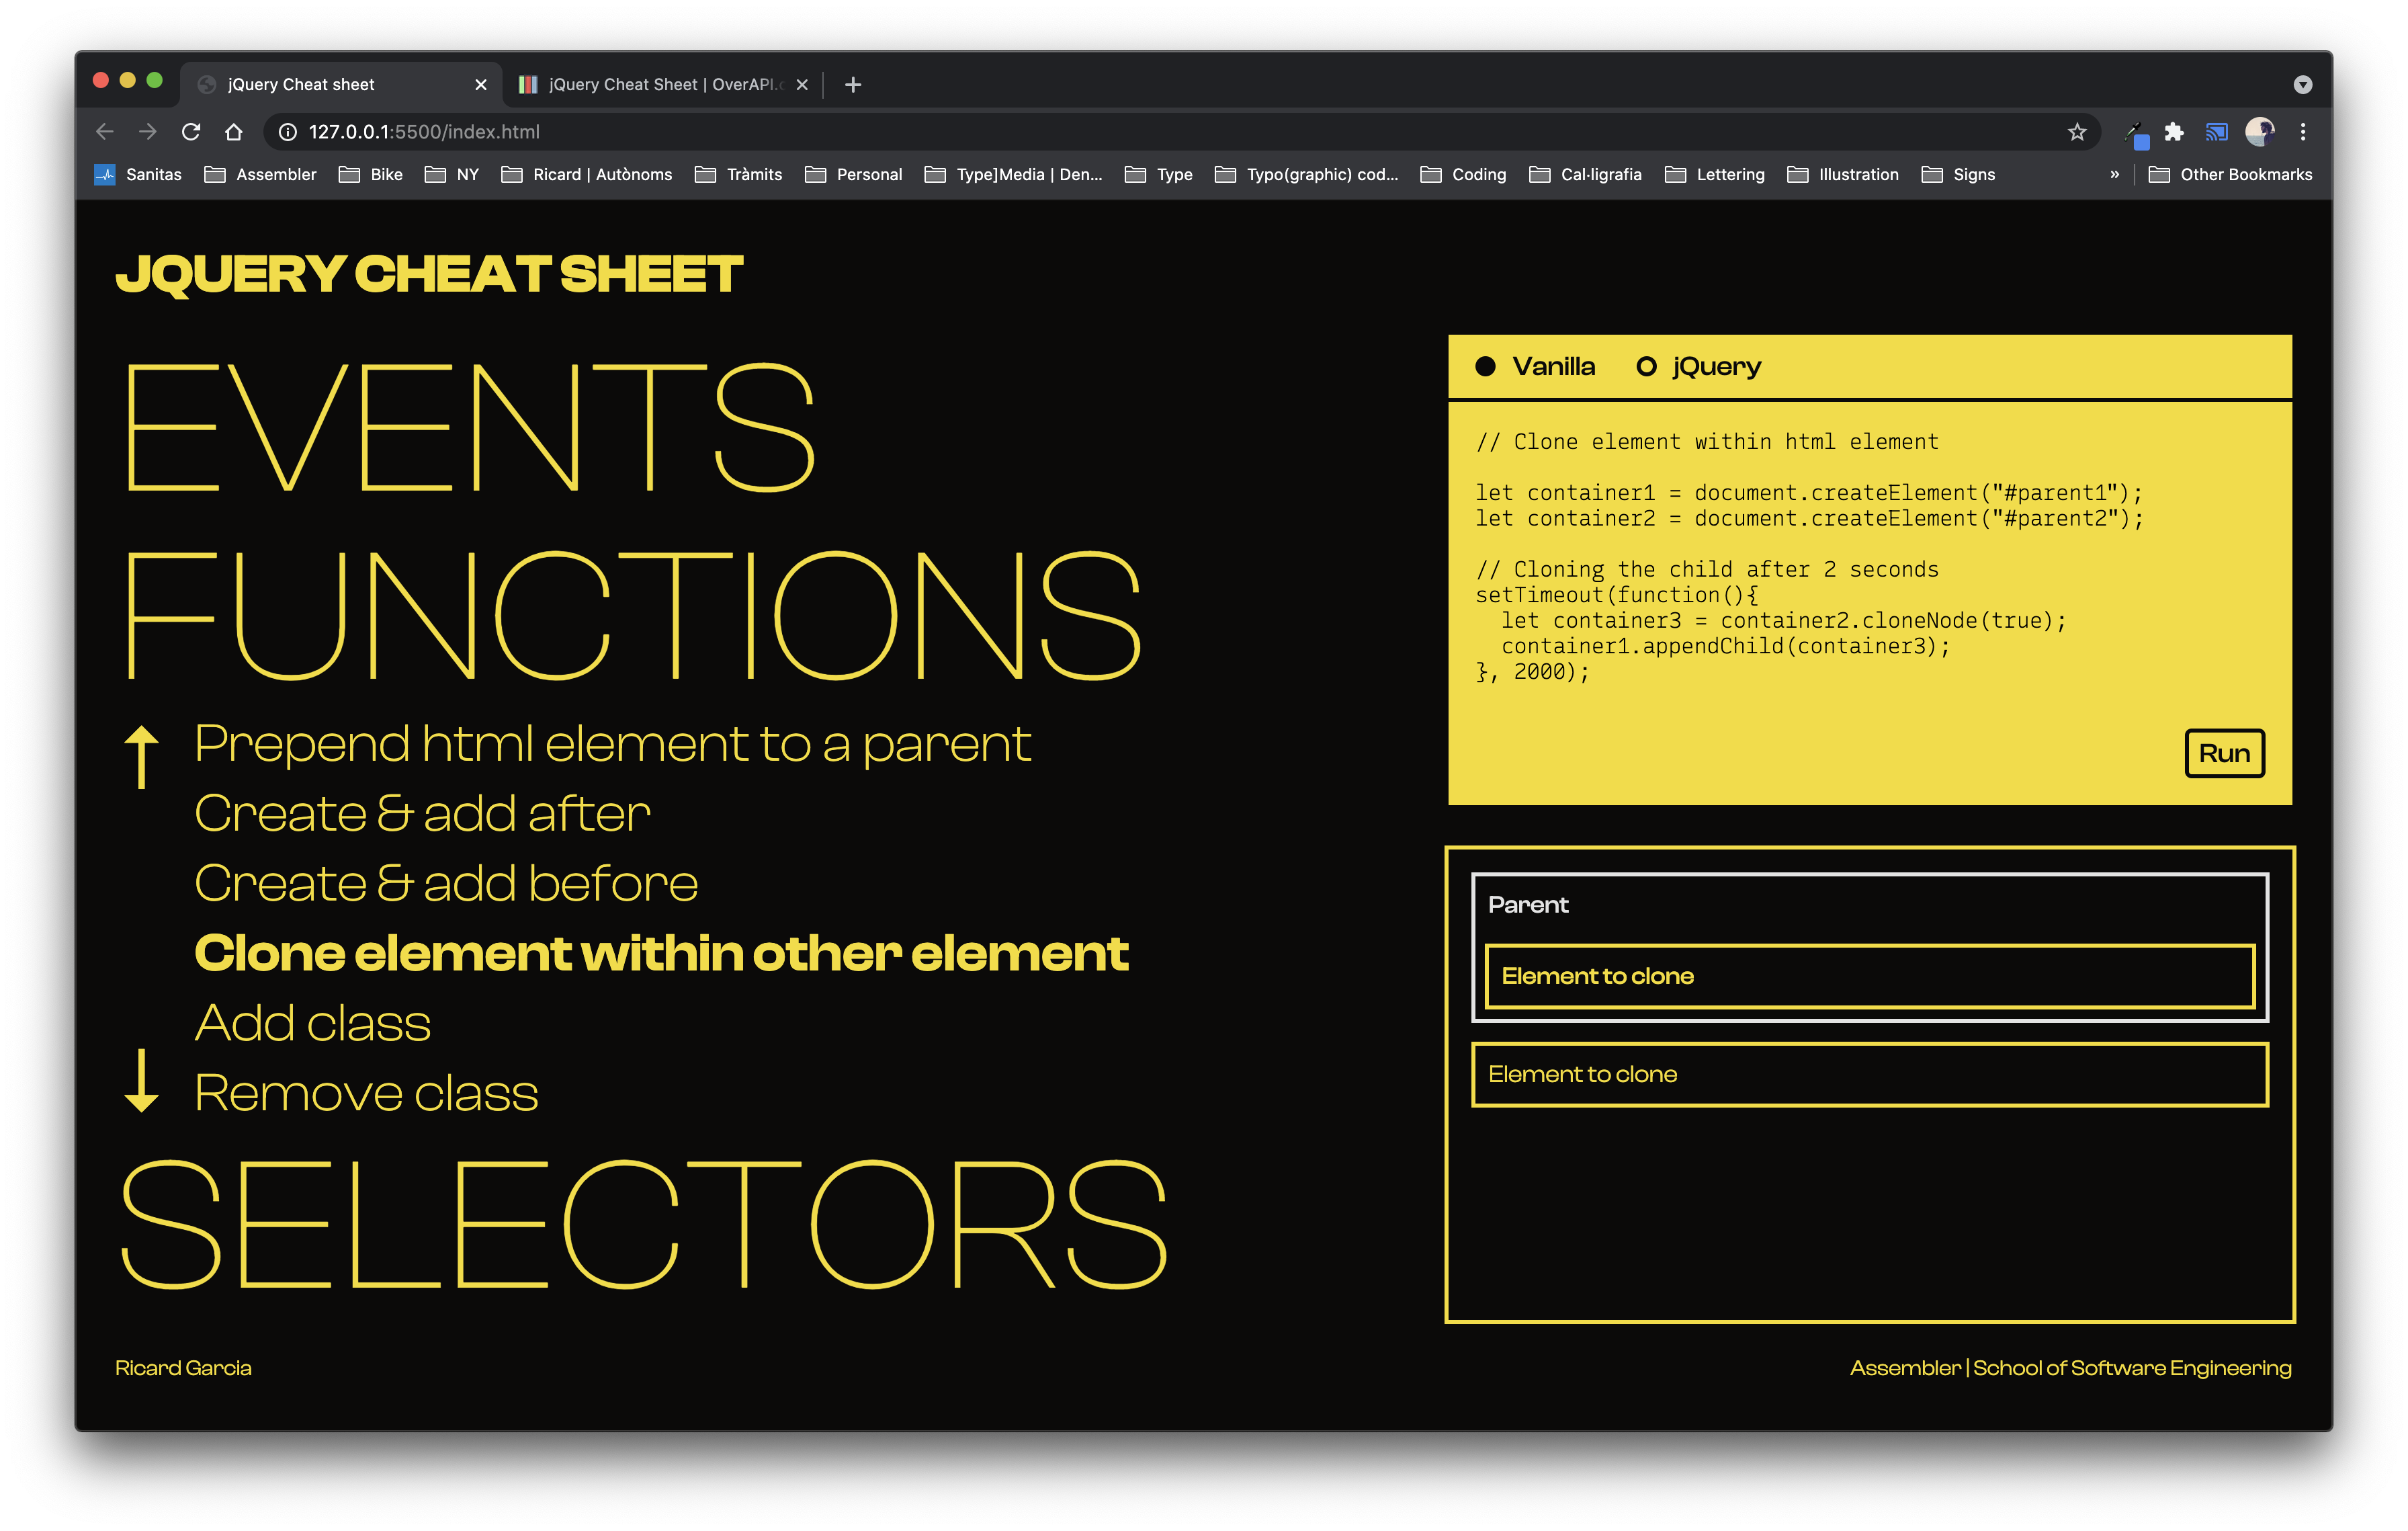 jQuery Cheat sheet
jQuery Cheat Sheet | OverAPI.c
127.0.0.1:5500/index.html
Sanitas Assembler Bike NY Ricard | Autònoms Tràmits Personal Type]Media | Den... Type Typo(graphic) cod... Coding Cal·ligrafia Lettering Illustration Signs » Other Bookmarks
JQUERY CHEAT SHEET
EVENTS
FUNCTIONS
Prepend html element to a parent
Create & add after
Create & add before
Clone element within other element
Add class
Remove class
SELECTORS
Vanilla jQuery
// Clone element within html element
let container1 = document.createElement("#parent1");
let container2 = document.createElement("#parent2");
// Cloning the child after 2 seconds
setTimeout(function(){
  let container3 = container2.cloneNode(true);
  container1.appendChild(container3);
}, 2000);
Run
Parent
Element to clone
Element to clone
Ricard Garcia
Assembler | School of Software Engineering